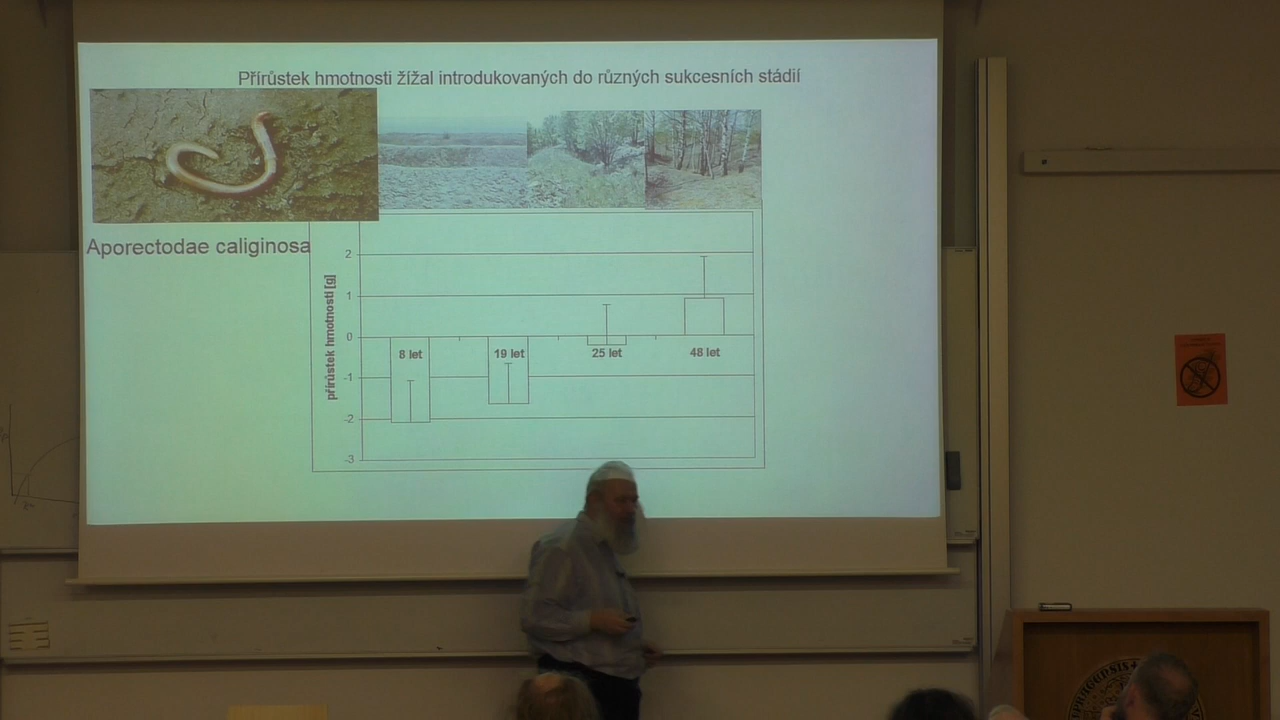 Přírůstek hmotnosti žížal introdukovaných do různých sukcesních stádií
Aporectodae caliginosa
přírůstek hmotnosti [g]
2
1
0
-1
-2
-3
8 let
19 let
25 let
48 let